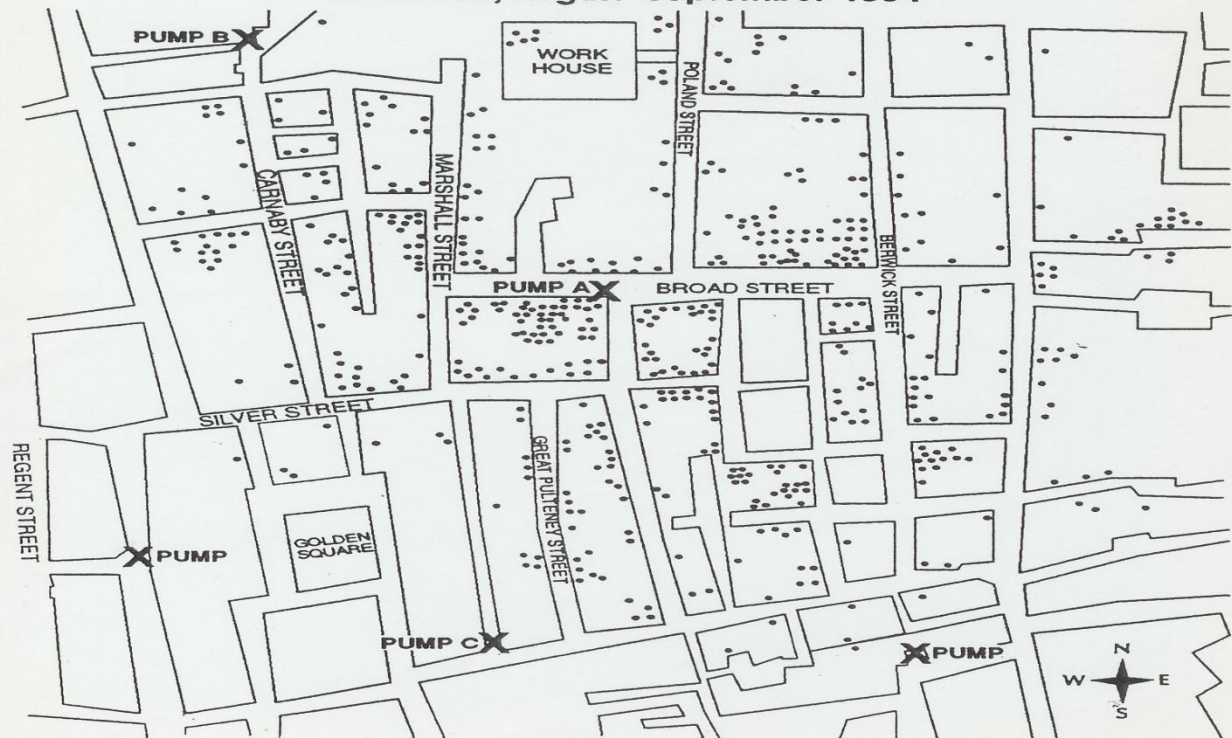 PUMP B
WORK
HOUSE
POLAND STREET
MARSHALL STREET
CARNABY STREET
BERWICK STREET
PUMP A
BROAD STREET
SILVER STREET
GREAT PULTENEY STREET
REGENT STREET
GOLDEN
SQUARE
PUMP
PUMP C
PUMP
N
W E
S